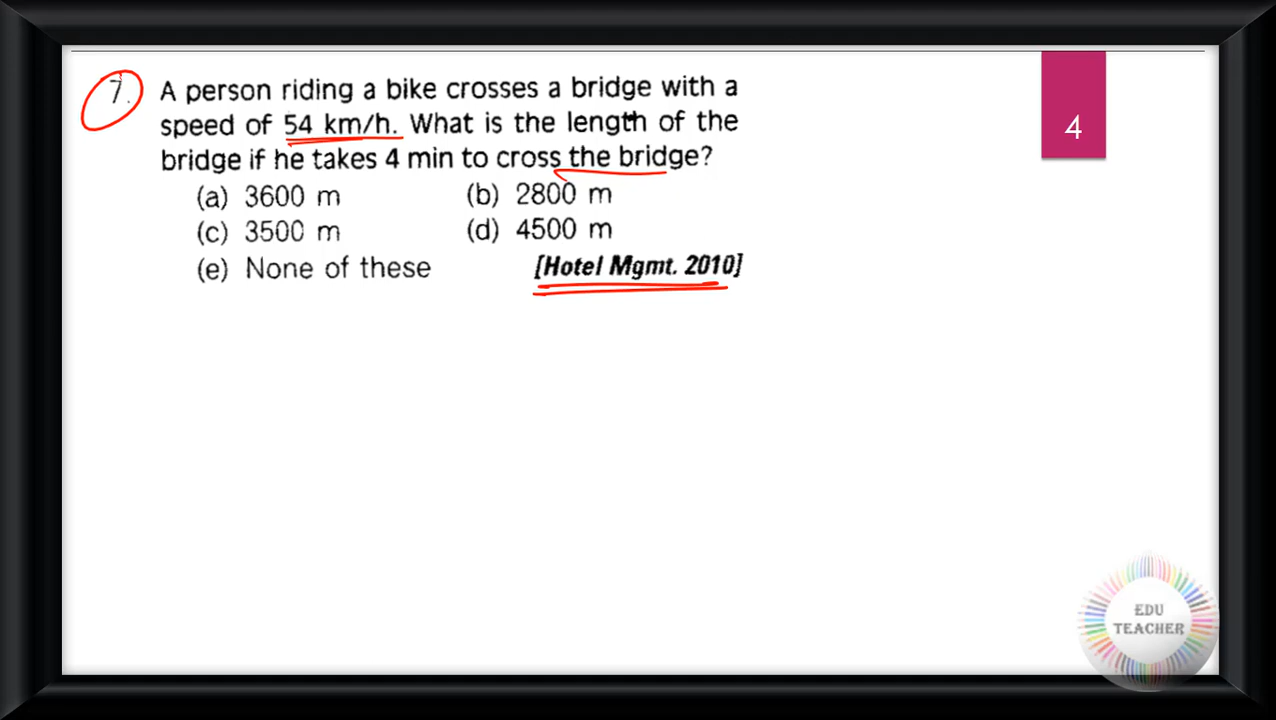 7. A person riding a bike crosses a bridge with a
speed of 54 km/h. What is the length of the
bridge if he takes 4 min to cross the bridge?
(a) 3600 m (b) 2800 m
(c) 3500 m (d) 4500 m
(e) None of these [Hotel Mgmt. 2010]
4
EDU
TEACHER